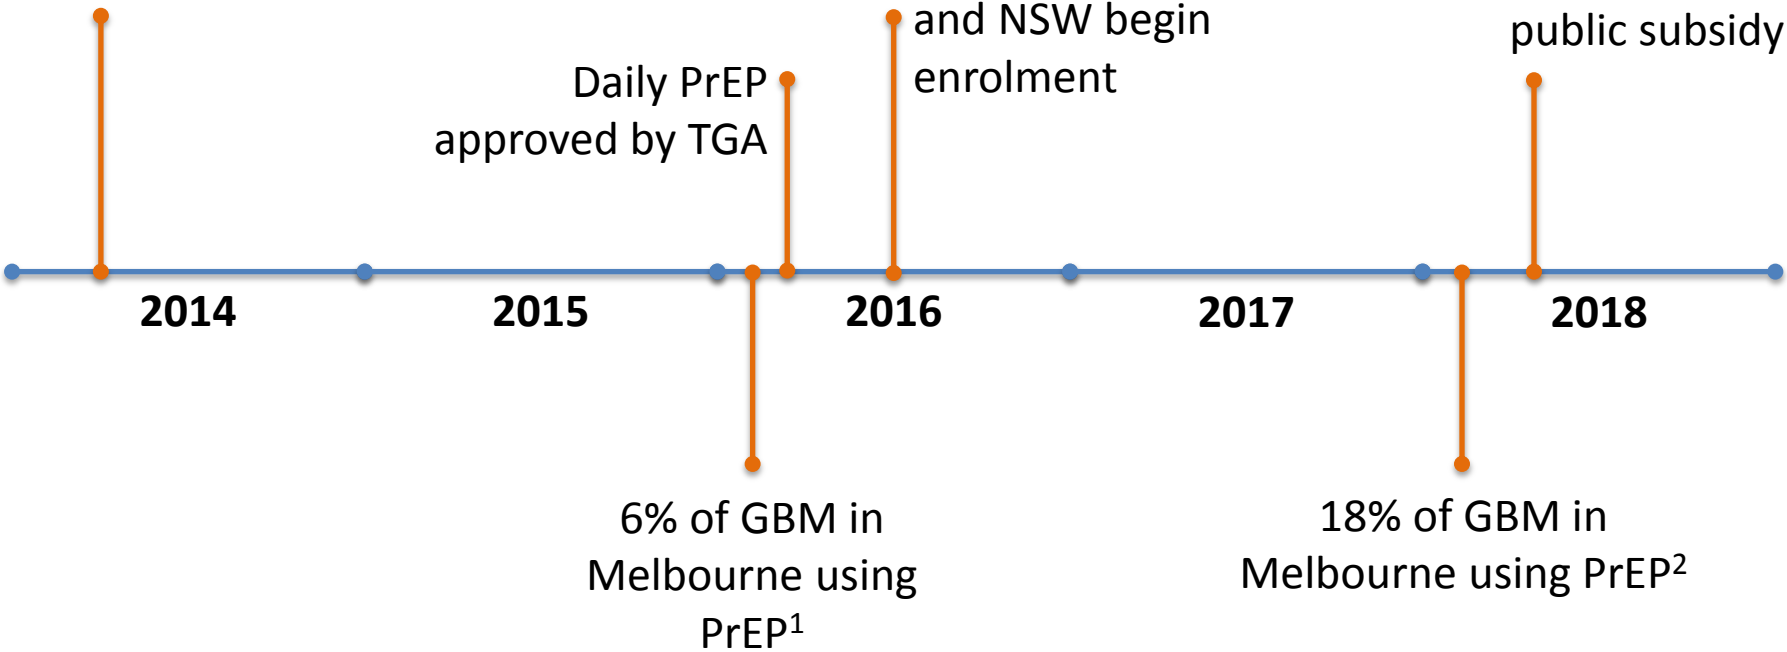 and NSW begin
enrolment
public subsidy
Daily PrEP
approved by TGA
2014
2015
2016
2017
2018
6% of GBM in
Melbourne using
PrEP1
18% of GBM in
Melbourne using PrEP2